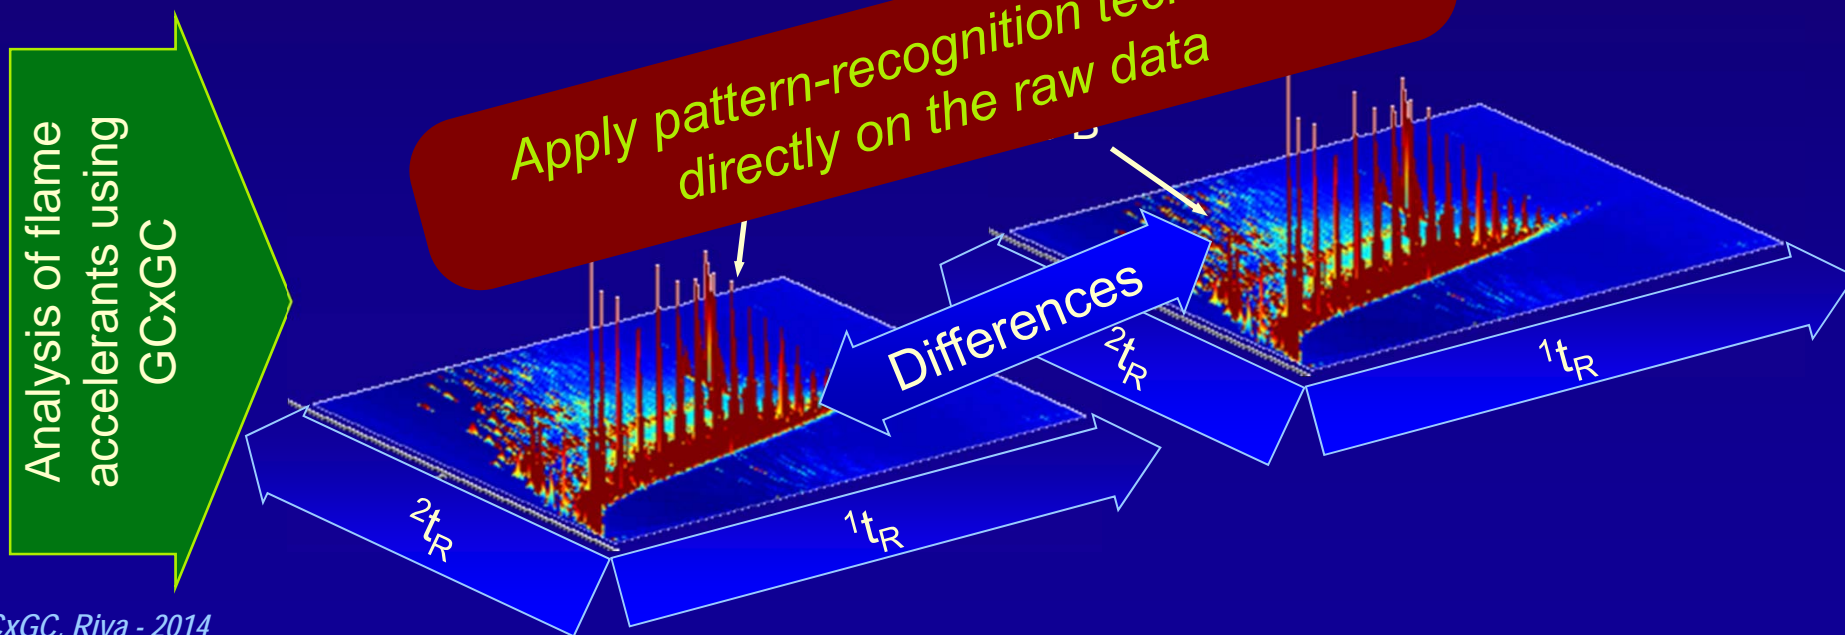 Analysis of flame
accelerants using
GCxGC
Apply pattern-recognition
directly on the raw data
Differences
2tR
1tR
2tR
1tR
Riva - 2014